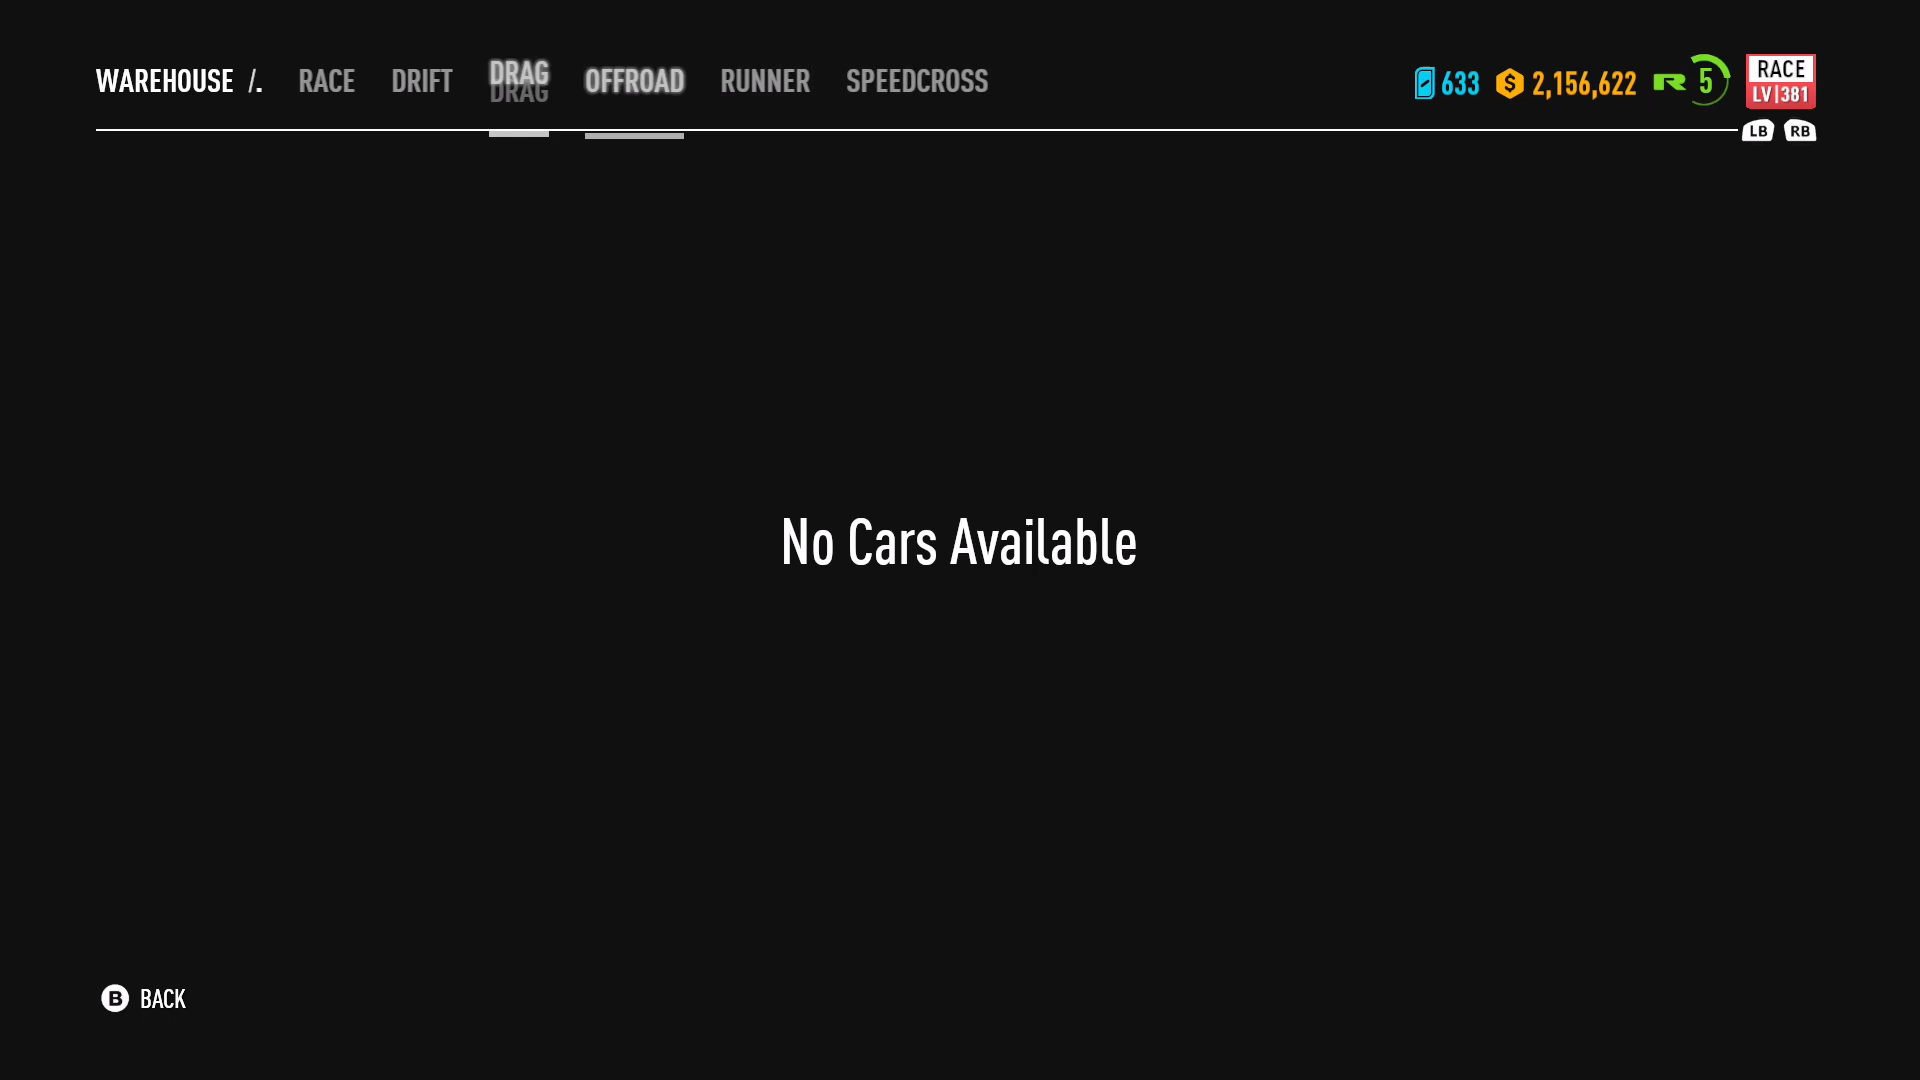 WAREHOUSE /. RACE DRIFT DRAG DRAG OFFROAD RUNNER SPEEDCROSS
633 $ 2,156,622 R 5 RACE LV|381
LB RB
No Cars Available
B BACK